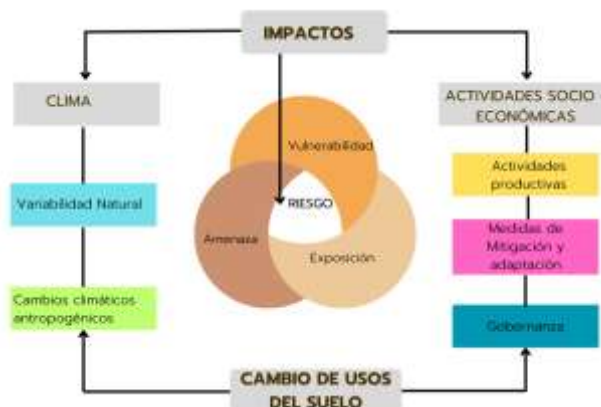 IMPACTOS
CLIMA
ACTIVIDADES SOCIO
ECONÓMICAS
Vulnerabilidad
Actividades
productivas
Variabilidad Natural
RIESGO
Amenaza
Exposición
Medidas de
Mitigación y
adaptación
Cambios climáticos
antropogénicos
Gobernanza
CAMBIO DE USOS
DEL SUELO